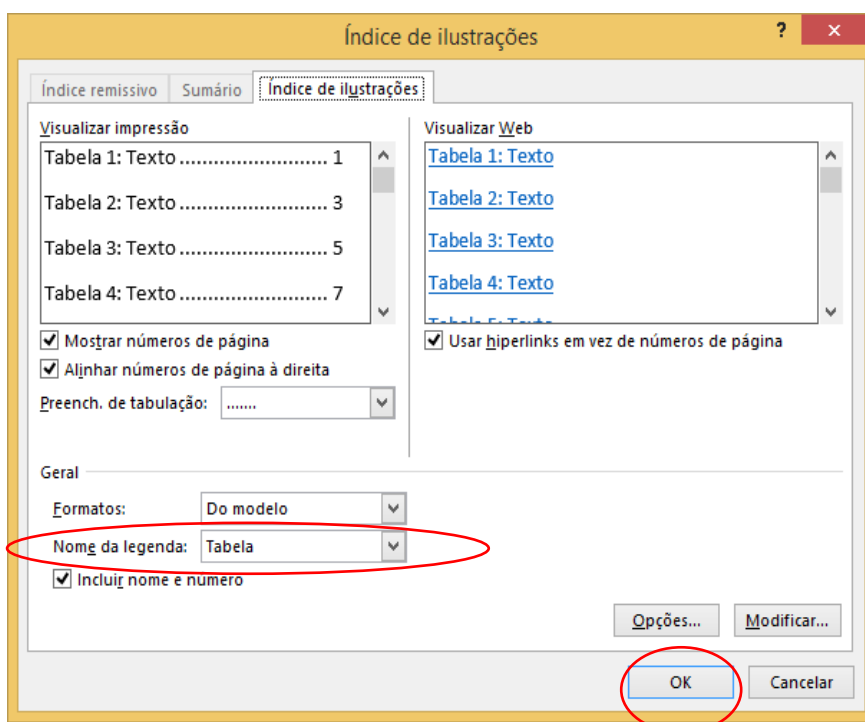 Índice de ilustrações
? ×
Índice remissivo Sumário Índice de ilustrações
Visualizar impressão
Tabela 1: Texto ............................ 1
Tabela 2: Texto ............................ 3
Tabela 3: Texto ............................ 5
Tabela 4: Texto ............................ 7
Mostrar números de página
Alinhar números de página à direita
Preench. de tabulação: .......
Visualizar Web
Tabela 1: Texto
Tabela 2: Texto
Tabela 3: Texto
Tabela 4: Texto
Tabela 5: Texto
Usar hiperlinks em vez de números de página
Geral
Formatos: Do modelo
Nome da legenda: Tabela
Incluir nome e número
Opções... Modificar...
OK Cancelar